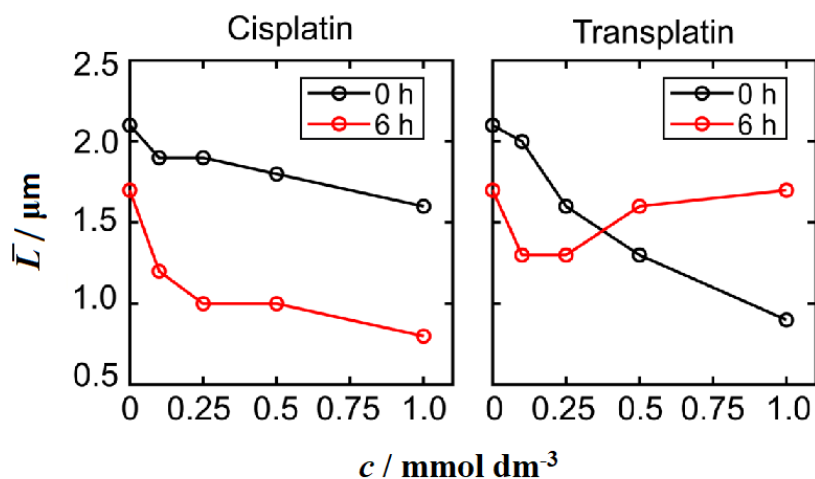 Cisplatin
Transplatin
2.5
2.0
1.5
1.0
0.5
L̄ / μm
0 h
6 h
0 h
6 h
0 0.25 0.5 0.75 1.0
0 0.25 0.5 0.75 1.0
c / mmol dm⁻³